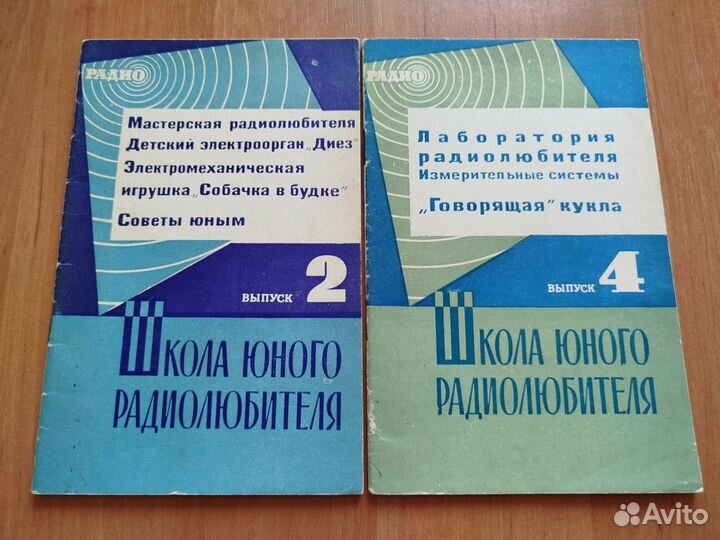 РАДИО
Мастерская радиолюбителя
Детский электроорган „Диез"
Электромеханическая
игрушка „Собачка в будке"
Советы юным
ВЫПУСК 2
Школа юного
радиолюбителя
РАДИО
Лаборатория
радиолюбителя
Измерительные системы
„Говорящая" кукла
ВЫПУСК 4
Школа юного
радиолюбителя
Avito